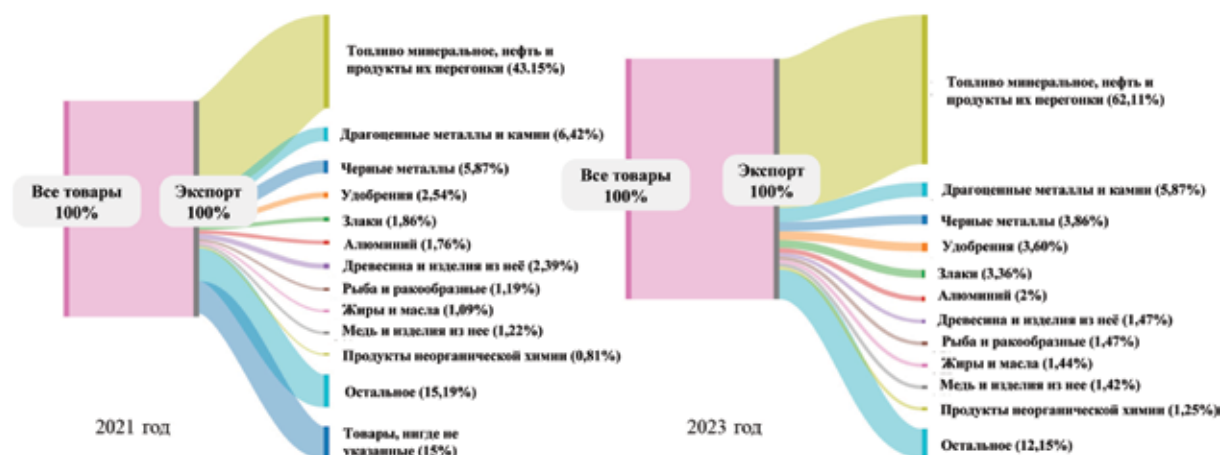 Топливо минеральное, нефть и
продукты их перегонки (43.15%)
Драгоценные металлы и камни (6,42%)
Черные металлы (5,87%)
Все товары
100%
Экспорт
100%
Удобрения (2,54%)
Злаки (1,86%)
Алюминий (1,76%)
Древесина и изделия из неё (2,39%)
Рыба и ракообразные (1,19%)
Жиры и масла (1,09%)
Медь и изделия из нее (1,22%)
Продукты неорганической химии (0,81%)
Остальное (15,19%)
Товары, нигде не
указанные (15%)
2021 год
Топливо минеральное, нефть и
продукты их перегонки (62,11%)
Все товары
100%
Экспорт
100%
Драгоценные металлы и камни (5,87%)
Черные металлы (3,86%)
Удобрения (3,60%)
Злаки (3,36%)
Алюминий (2%)
Древесина и изделия из неё (1,47%)
Рыба и ракообразные (1,47%)
Жиры и масла (1,44%)
Медь и изделия из нее (1,42%)
Продукты неорганической химии (1,25%)
Остальное (12,15%)
2023 год